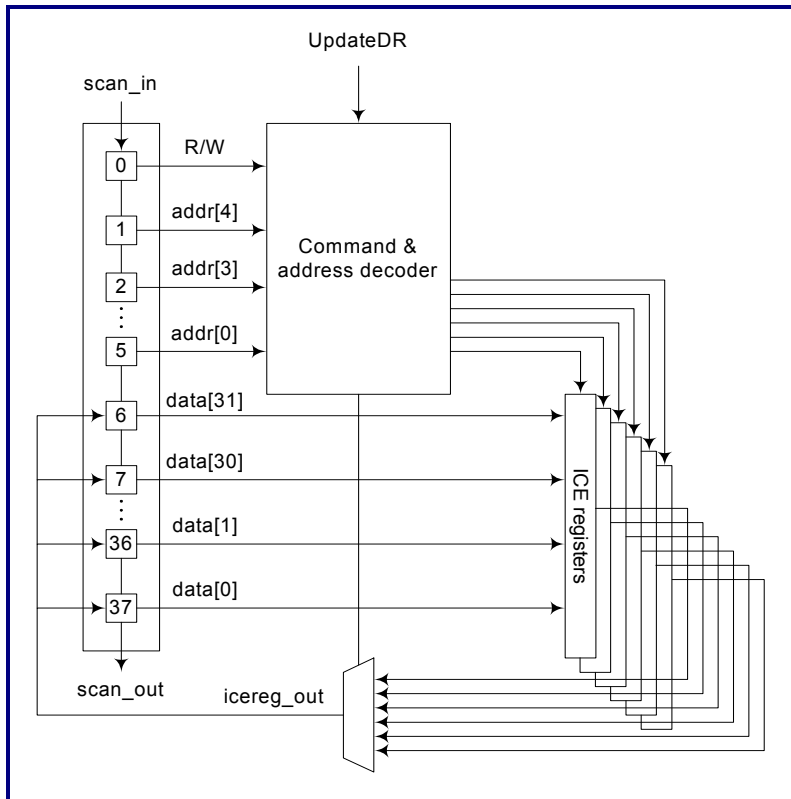 UpdateDR
scan_in
0
R/W
1
addr[4]
2
addr[3]
Command &
address decoder
5
addr[0]
6
data[31]
7
data[30]
36
data[1]
37
data[0]
ICE registers
scan_out
icereg_out